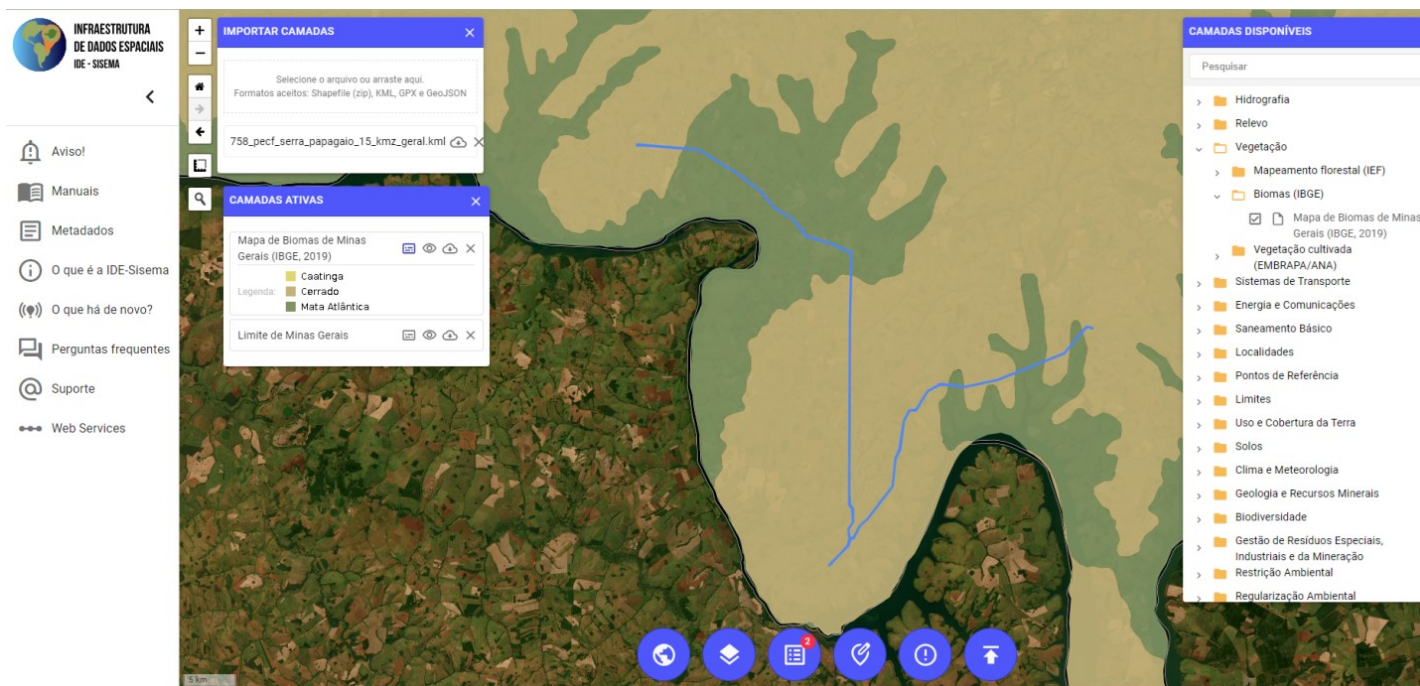 INFRAESTRUTURA
DE DADOS ESPACIAIS
IDE - SISEMA
Aviso!
Manuais
Metadados
O que é a IDE-Sisema
O que há de novo?
Perguntas frequentes
Suporte
Web Services
+
−
IMPORTAR CAMADAS
Selecione o arquivo ou arraste aqui.
Formatos aceitos: Shapefile (zip), KML, GPX e GeoJSON
758_pecf_serra_papagaio_15_kmz_geral.kml
CAMADAS ATIVAS
Mapa de Biomas de Minas
Gerais (IBGE, 2019)
Legenda:
Caatinga
Cerrado
Mata Atlântica
Limite de Minas Gerais
5 km
2
CAMADAS DISPONÍVEIS
Pesquisar
Hidrografia
Relevo
Vegetação
Mapeamento florestal (IEF)
Biomas (IBGE)
Mapa de Biomas de Minas
Gerais (IBGE, 2019)
Vegetação cultivada
(EMBRAPA/ANA)
Sistemas de Transporte
Energia e Comunicações
Saneamento Básico
Localidades
Pontos de Referência
Limites
Uso e Cobertura da Terra
Solos
Clima e Meteorologia
Geologia e Recursos Minerais
Biodiversidade
Gestão de Resíduos Especiais,
Industriais e da Mineração
Restrição Ambiental
Regularização Ambiental